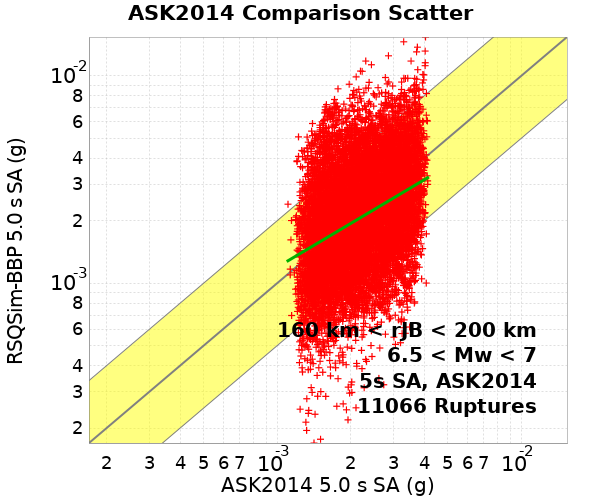 ASK2014 Comparison Scatter
RSQSim-BBP 5.0 s SA (g)
10-2
8
6
4
3
2
10-3
8
6
4
3
2
160 km < rJB < 200 km
6.5 < Mw < 7
5s SA, ASK2014
11066 Ruptures
2 3 4 5 6 7 10-3 2 3 4 5 6 7 10-2
ASK2014 5.0 s SA (g)